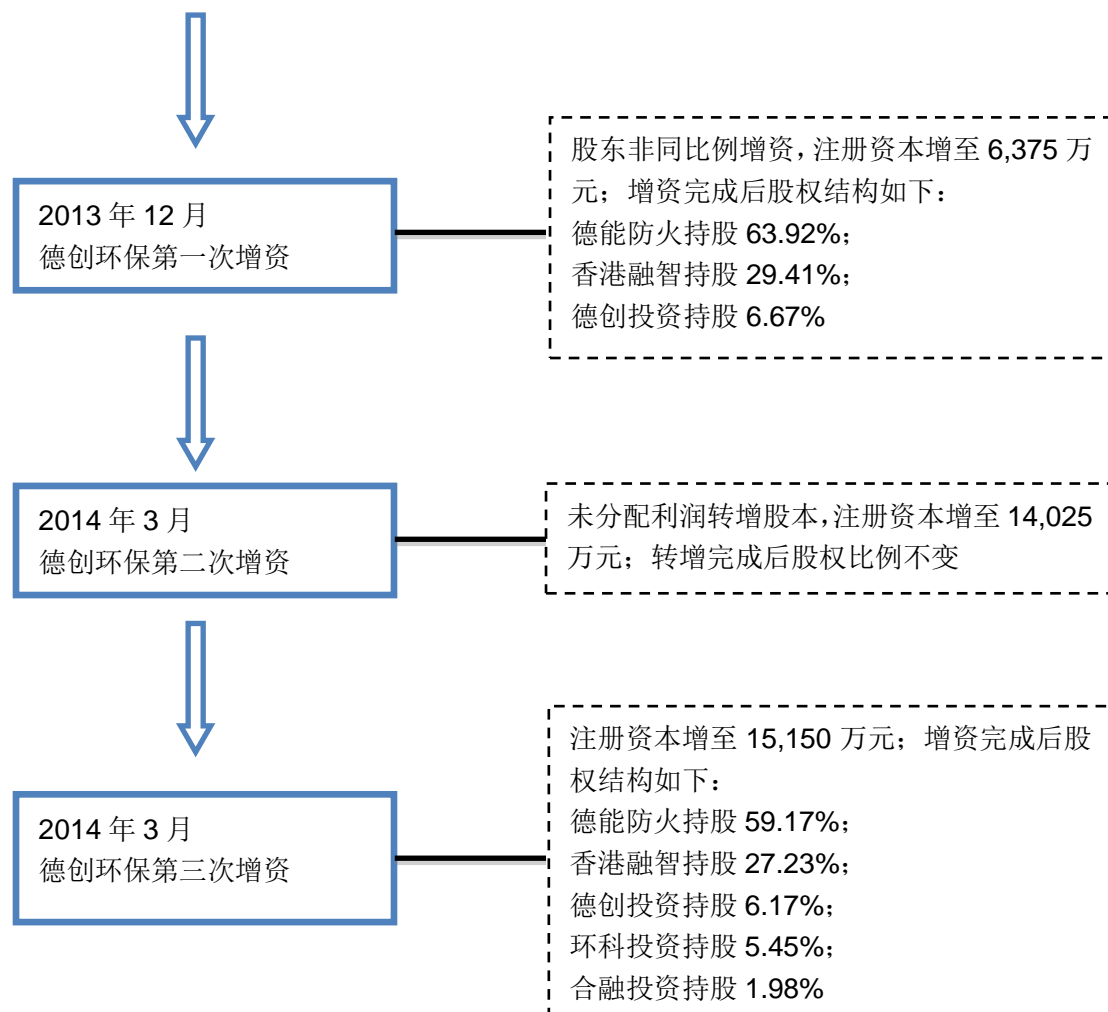 股东非同比例增资，注册资本增至 6,375 万
元；增资完成后股权结构如下：
德能防火持股 63.92%；
香港融智持股 29.41%；
德创投资持股 6.67%
2013 年 12 月
德创环保第一次增资
未分配利润转增股本，注册资本增至 14,025
万元；转增完成后股权比例不变
2014 年 3 月
德创环保第二次增资
注册资本增至 15,150 万元；增资完成后股
权结构如下：
德能防火持股 59.17%；
香港融智持股 27.23%；
德创投资持股 6.17%；
环科投资持股 5.45%；
合融投资持股 1.98%
2014 年 3 月
德创环保第三次增资